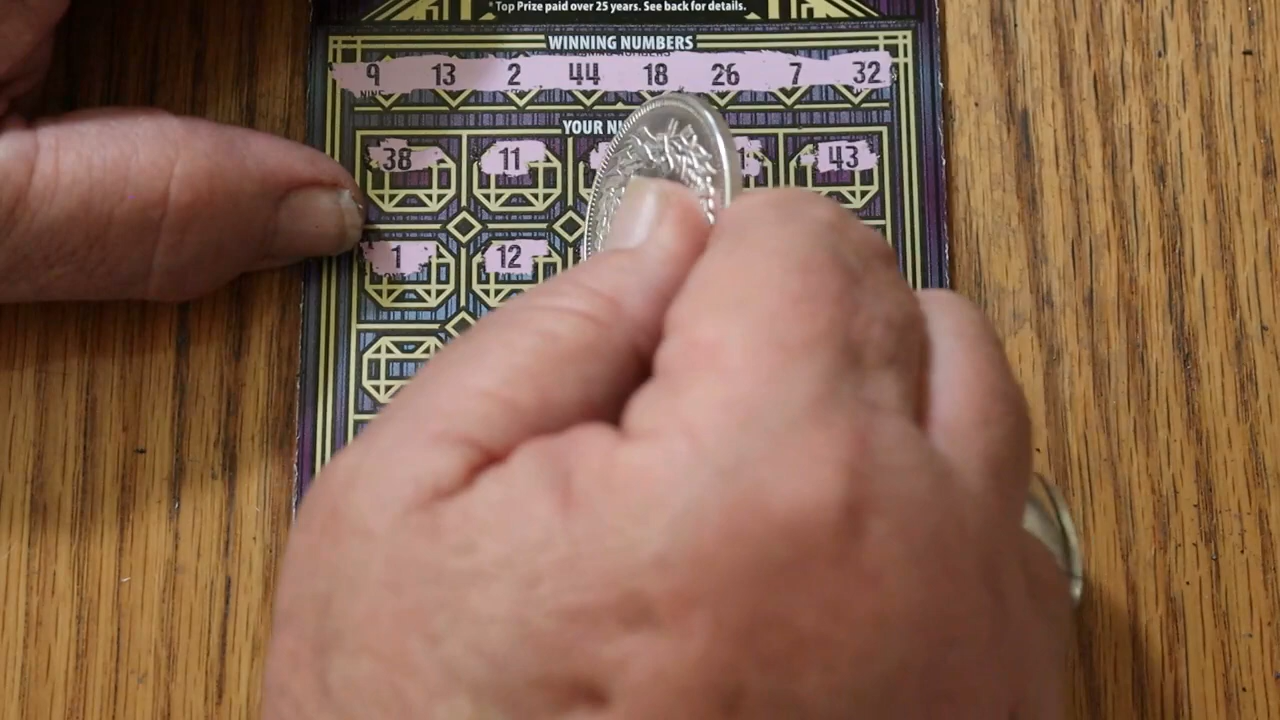 * Top Prize paid over 25 years. See back for details.
WINNING NUMBERS
9 13 2 44 18 26 7 32
YOUR
38 11 43
1 12